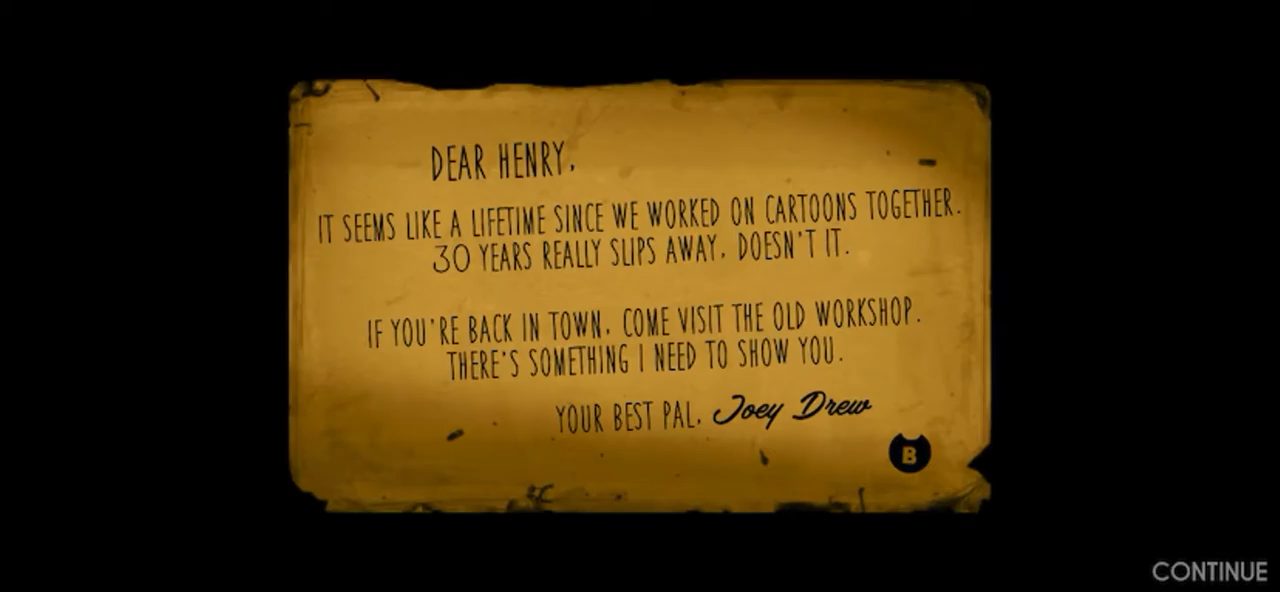 DEAR HENRY,
IT SEEMS LIKE A LIFETIME SINCE WE WORKED ON CARTOONS TOGETHER.
30 YEARS REALLY SLIPS AWAY, DOESN'T IT.
IF YOU'RE BACK IN TOWN, COME VISIT THE OLD WORKSHOP.
THERE'S SOMETHING I NEED TO SHOW YOU.
YOUR BEST PAL, Joey Drew
B
CONTINUE